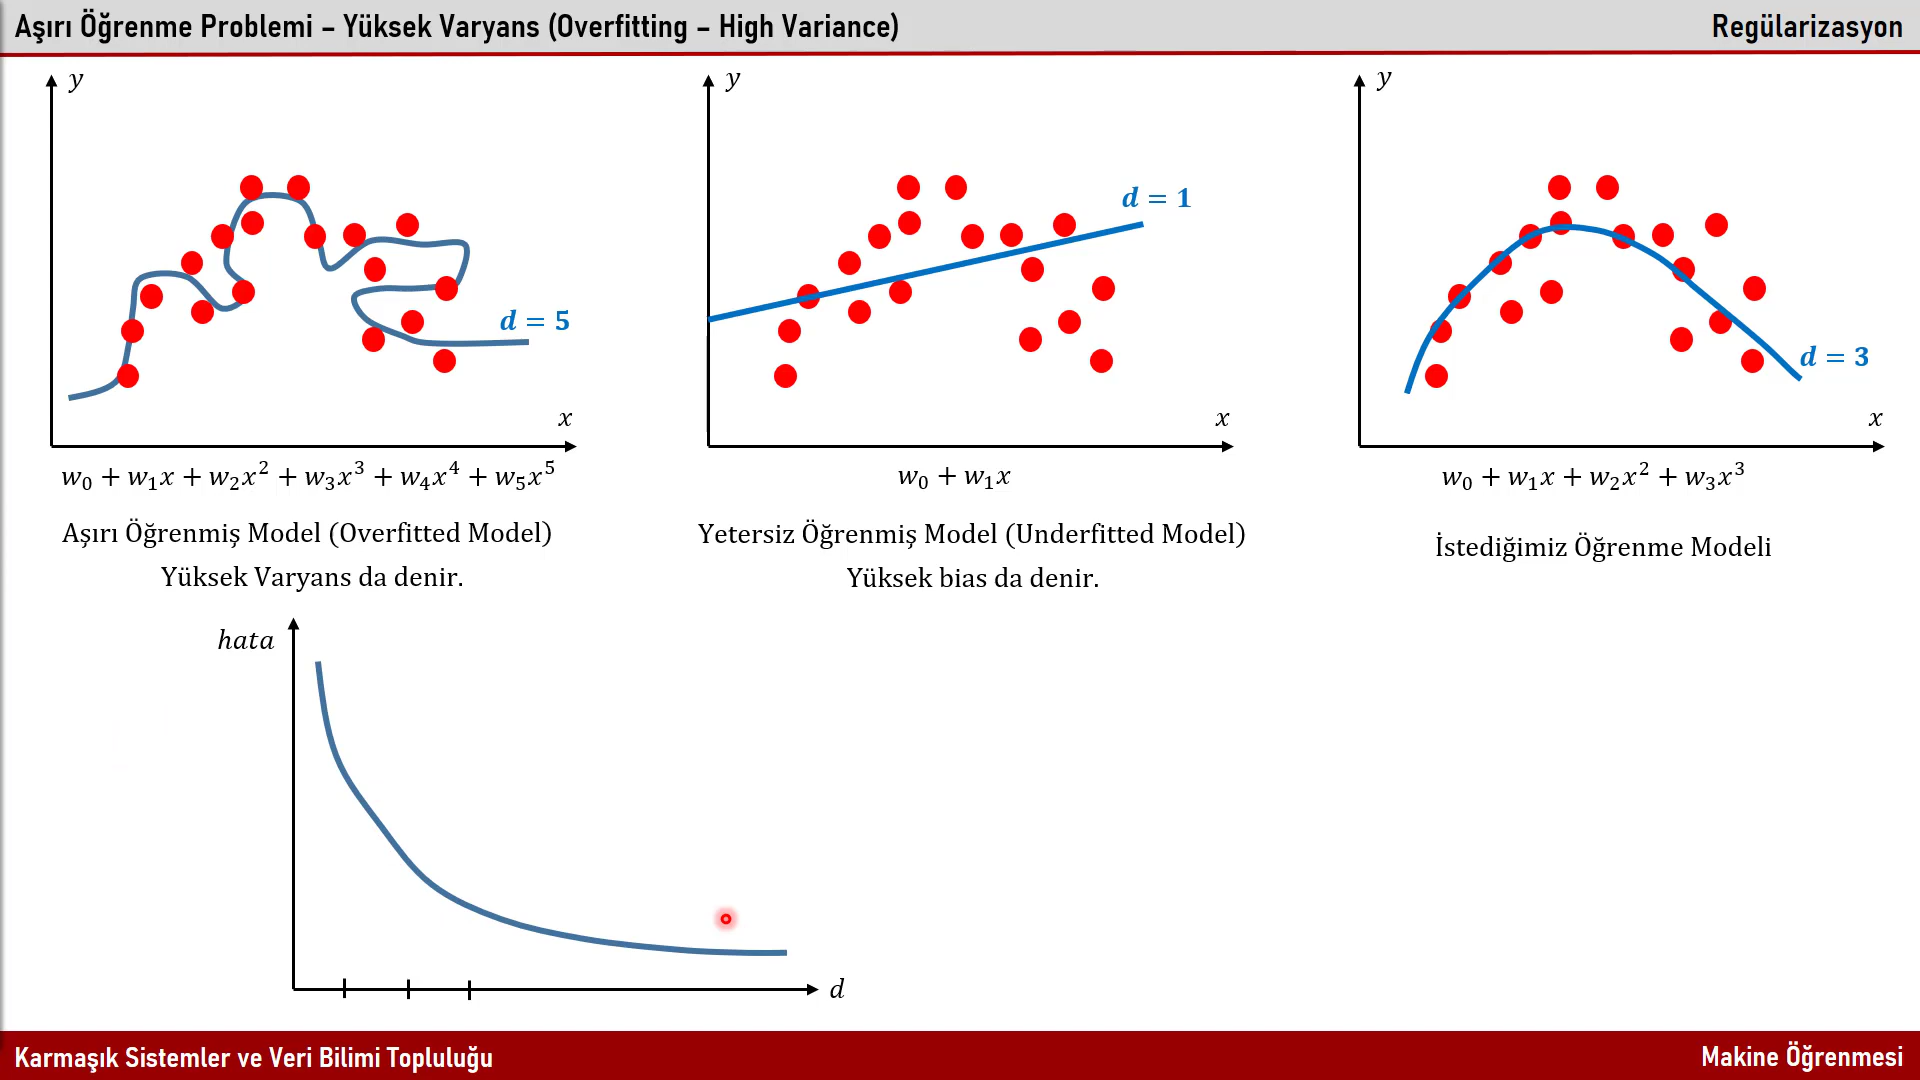 Aşırı Öğrenme Problemi – Yüksek Varyans (Overfitting – High Variance)
Regülarizasyon
y
d = 5
x
w₀ + w₁x + w₂x² + w₃x³ + w₄x⁴ + w₅x⁵
Aşırı Öğrenmiş Model (Overfitted Model)
Yüksek Varyans da denir.
y
d = 1
x
w₀ + w₁x
Yetersiz Öğrenmiş Model (Underfitted Model)
Yüksek bias da denir.
y
d = 3
x
w₀ + w₁x + w₂x² + w₃x³
İstediğimiz Öğrenme Modeli
hata
d
Karmaşık Sistemler ve Veri Bilimi Topluluğu
Makine Öğrenmesi